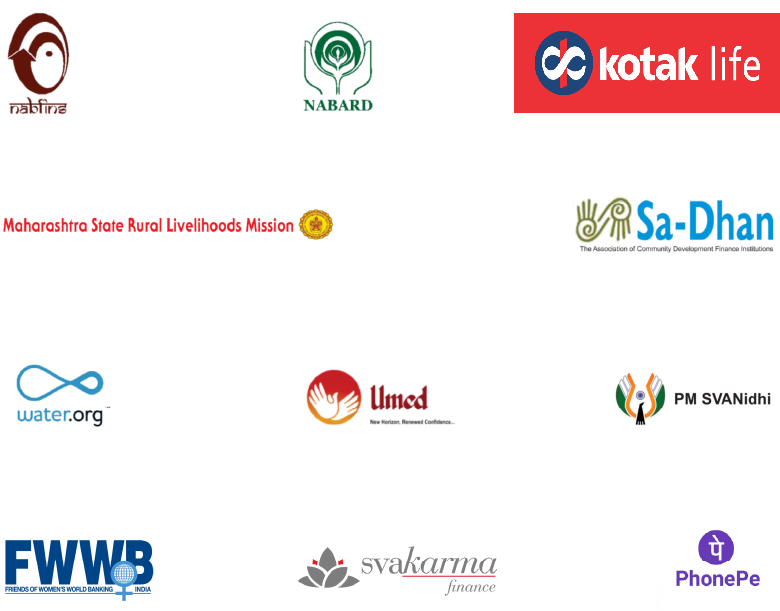 nabfins
NABARD
kotak life
Maharashtra State Rural Livelihoods Mission
Sa-Dhan
The Association of Community Development Finance Institutions
water.org
Umed
New Horizon, Renewed Confidence...
PM SVANidhi
FWWB
FRIENDS OF WOMEN'S WORLD BANKING INDIA
svakarma
finance
पे
PhonePe